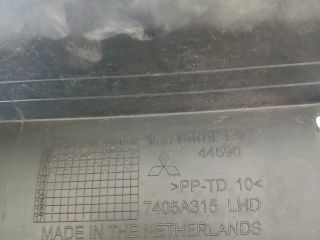 44590
>PP-TD 10<
7405A315 LHD
MADE IN THE NETHERLANDS